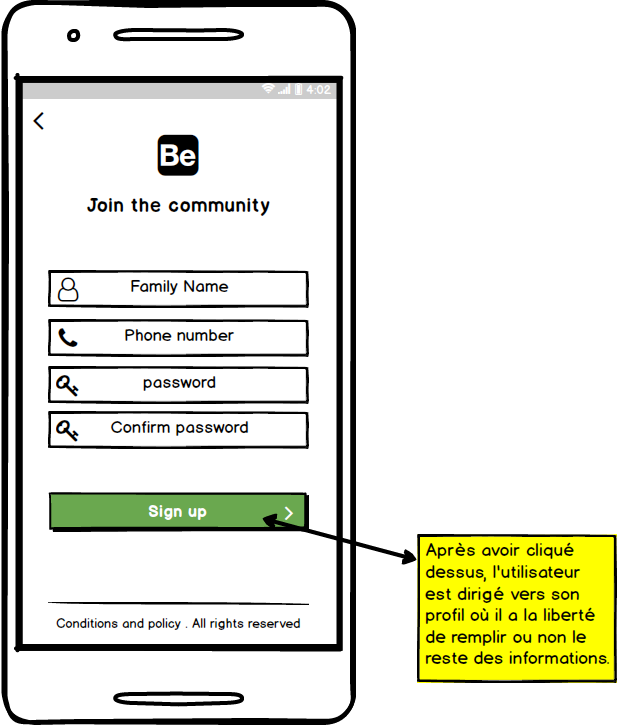 4:02
Be
Join the community
Family Name
Phone number
password
Confirm password
Sign up
Après avoir cliqué
dessus, l'utilisateur
est dirigé vers son
profil où il a la liberté
de remplir ou non le
reste des informations.
Conditions and policy . All rights reserved